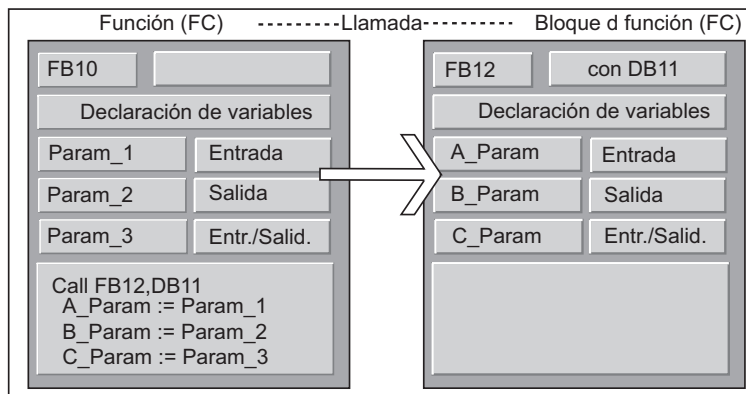 Función (FC) ---------Llamada--------- Bloque d función (FC)
FB10
Declaración de variables
Param_1 Entrada
Param_2 Salida
Param_3 Entr./Salid.
Call FB12,DB11
A_Param := Param_1
B_Param := Param_2
C_Param := Param_3
FB12 con DB11
Declaración de variables
A_Param Entrada
B_Param Salida
C_Param Entr./Salid.